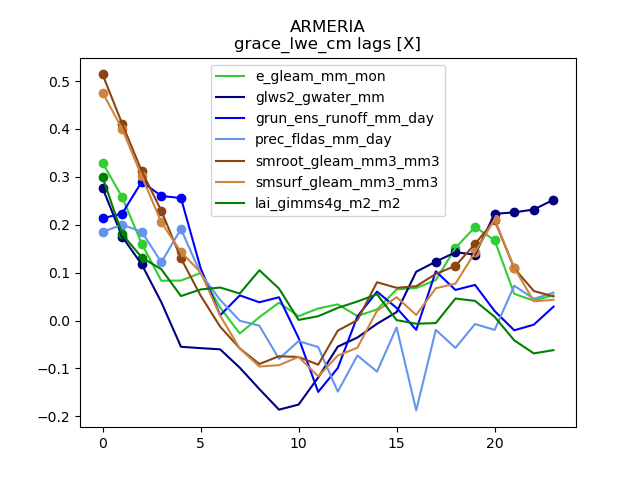 ARMERIA
grace_lwe_cm lags [X]
e_gleam_mm_mon
glws2_gwater_mm
grun_ens_runoff_mm_day
prec_fldas_mm_day
smroot_gleam_mm3_mm3
smsurf_gleam_mm3_mm3
lai_gimms4g_m2_m2
0.5
0.4
0.3
0.2
0.1
0.0
−0.1
−0.2
0 5 10 15 20